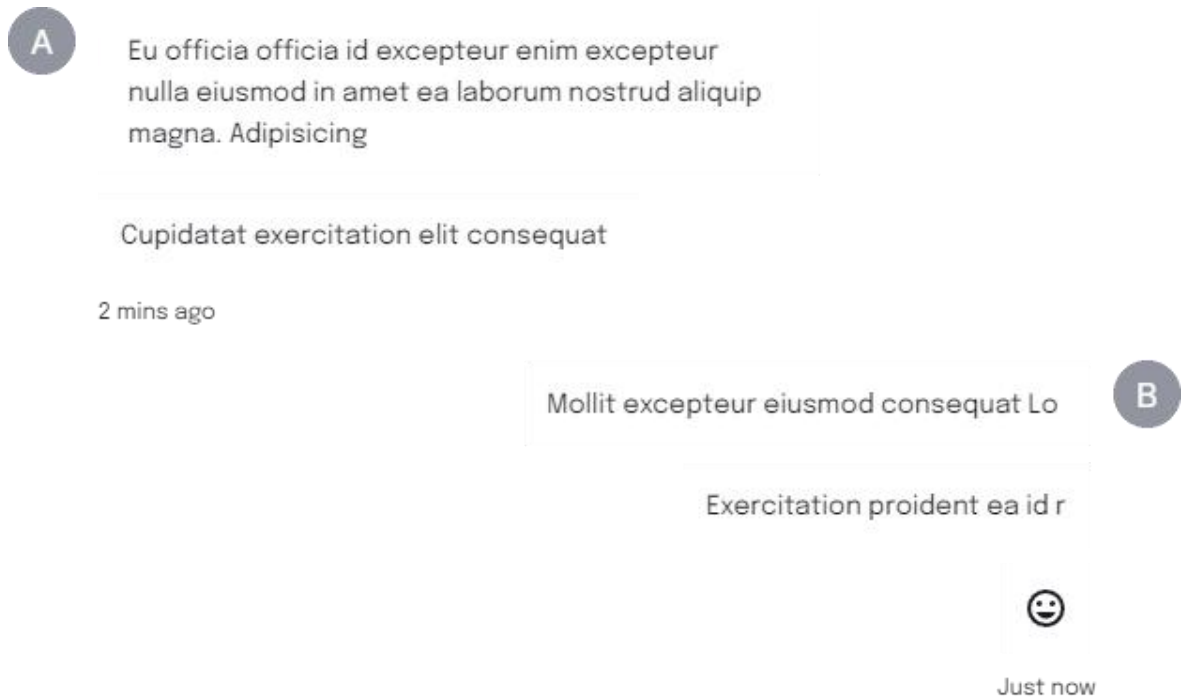 A
Eu officia officia id excepteur enim excepteur
nulla eiusmod in amet ea laborum nostrud aliquip
magna. Adipisicing
Cupidatat exercitation elit consequat
2 mins ago
Mollit excepteur eiusmod consequat Lo
B
Exercitation proident ea id r
Just now